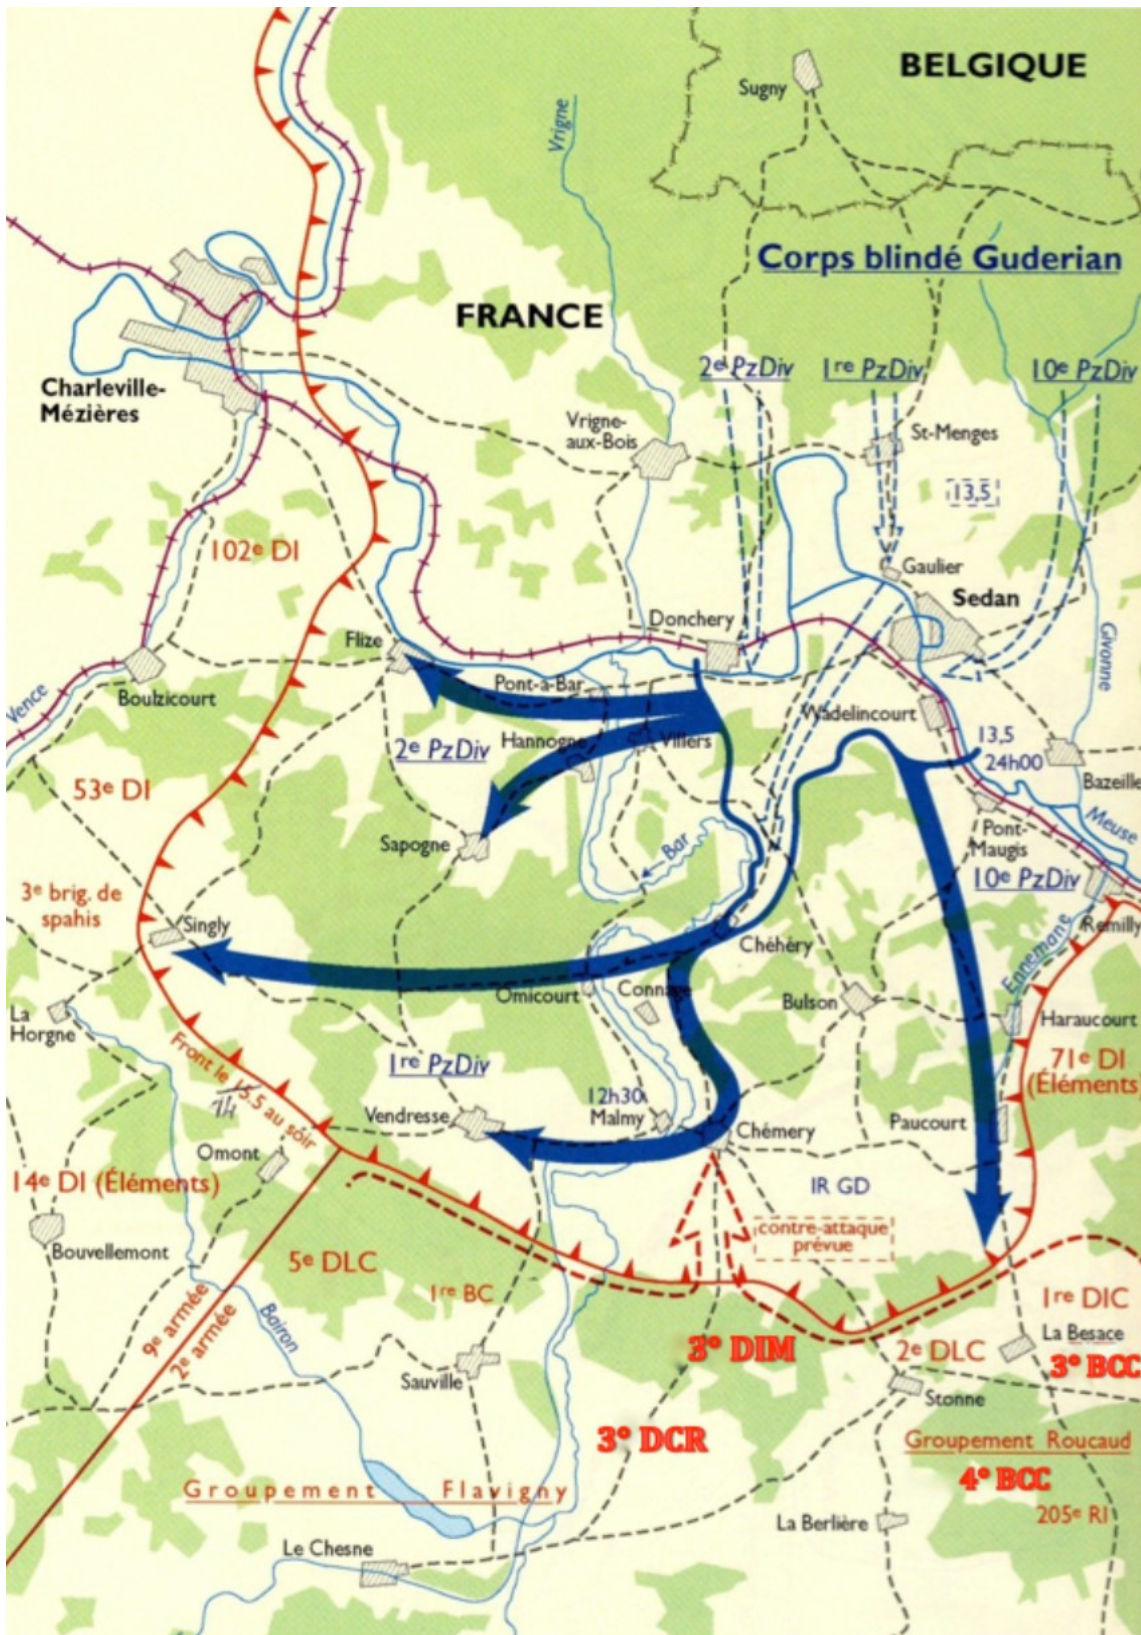 BELGIQUE
Sugny
Vrigne
Corps blindé Guderian
FRANCE
Charleville-
Mézières
2e PzDiv
1re PzDiv
10e PzDiv
Vrigne-
aux-Bois
St-Menges
13,5
102e DI
Gaulier
Sedan
Donchery
Givonne
Flize
Boulzicourt
Vence
Pont-à-Bar
Wadelincourt
2e PzDiv
Hannogne
Villers
13,5
24h00
Bazeille
53e DI
Meuse
Pont-
Maugis
Sapogne
Bar
10e PzDiv
3e brig. de
spahis
Singly
Remilly
Chéhéry
Ennemane
Omicourt
Connage
Bulson
La
Horgne
Haraucourt
Front le 15.5 au soir
14
1re PzDiv
71e DI
(Éléments)
12h30
Malmy
Vendresse
Chémery
Paucourt
Omont
14e DI (Éléments)
IR GD
contre-attaque
prévue
Bouvellemont
5e DLC
1re BC
1re DIC
9e armée
2e armée
Bairon
La Besace
3° DIM
2e DLC
3° BCC
Sauville
Stonne
3° DCR
Groupement Roucaud
4° BCC
Groupement Flavigny
205e RI
La Berlière
Le Chesne